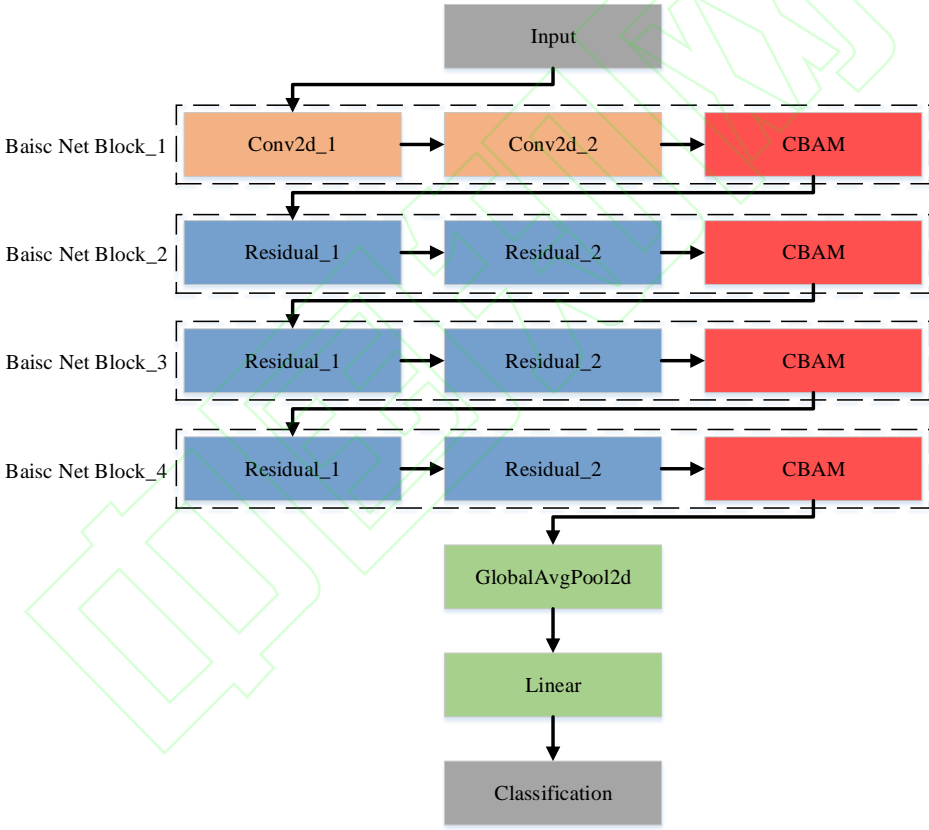 Input
Baisc Net Block_1
Conv2d_1
Conv2d_2
CBAM
Baisc Net Block_2
Residual_1
Residual_2
CBAM
Baisc Net Block_3
Residual_1
Residual_2
CBAM
Baisc Net Block_4
Residual_1
Residual_2
CBAM
GlobalAvgPool2d
Linear
Classification